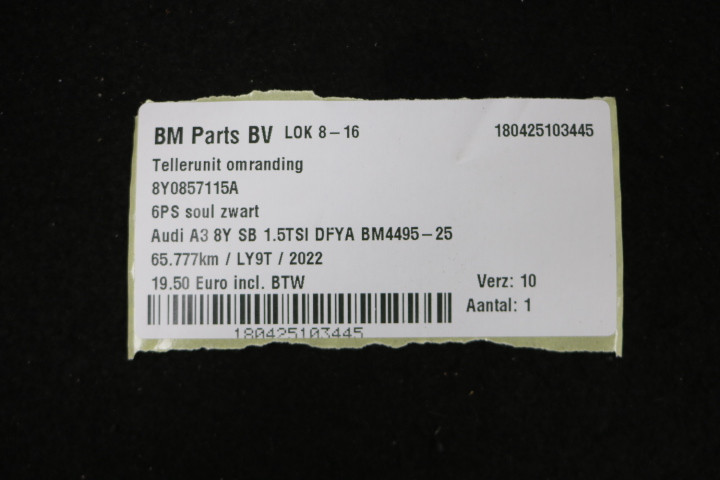 BM Parts BV LOK 8-16 180425103445
Tellerunit omranding
8Y0857115A
6PS soul zwart
Audi A3 8Y SB 1.5TSI DFYA BM4495-25
65.777km / LY9T / 2022
19.50 Euro incl. BTW Verz: 10
Aantal: 1
180425103445